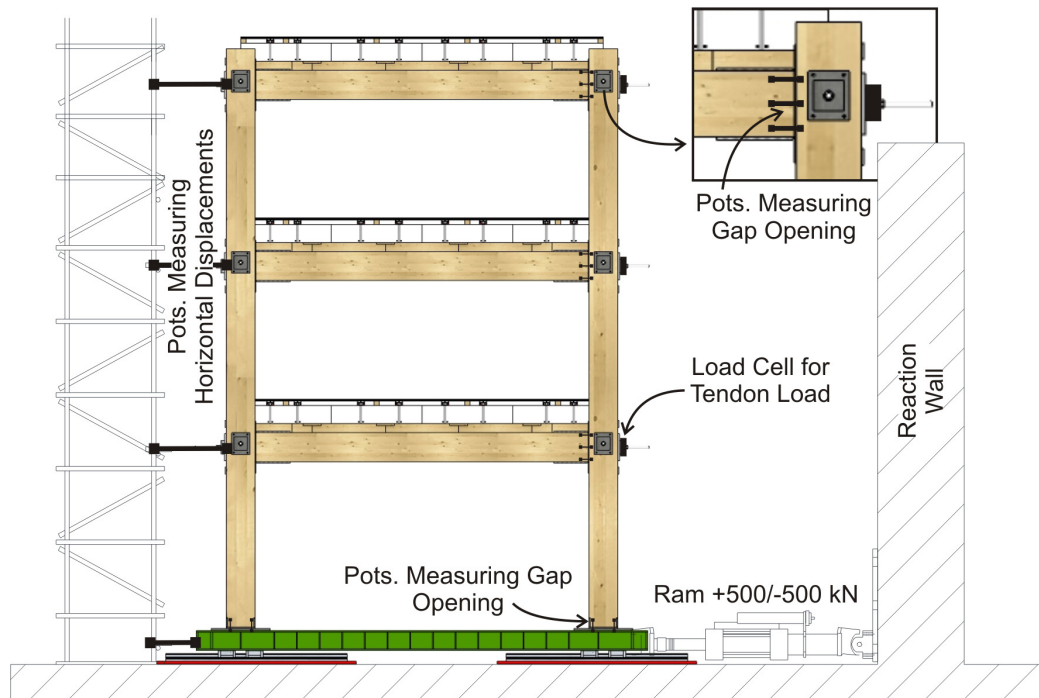 Pots. Measuring
Horizontal Displacements
Pots. Measuring
Gap Opening
Load Cell for
Tendon Load
Reaction
Wall
Pots. Measuring Gap
Opening
Ram +500/-500 kN